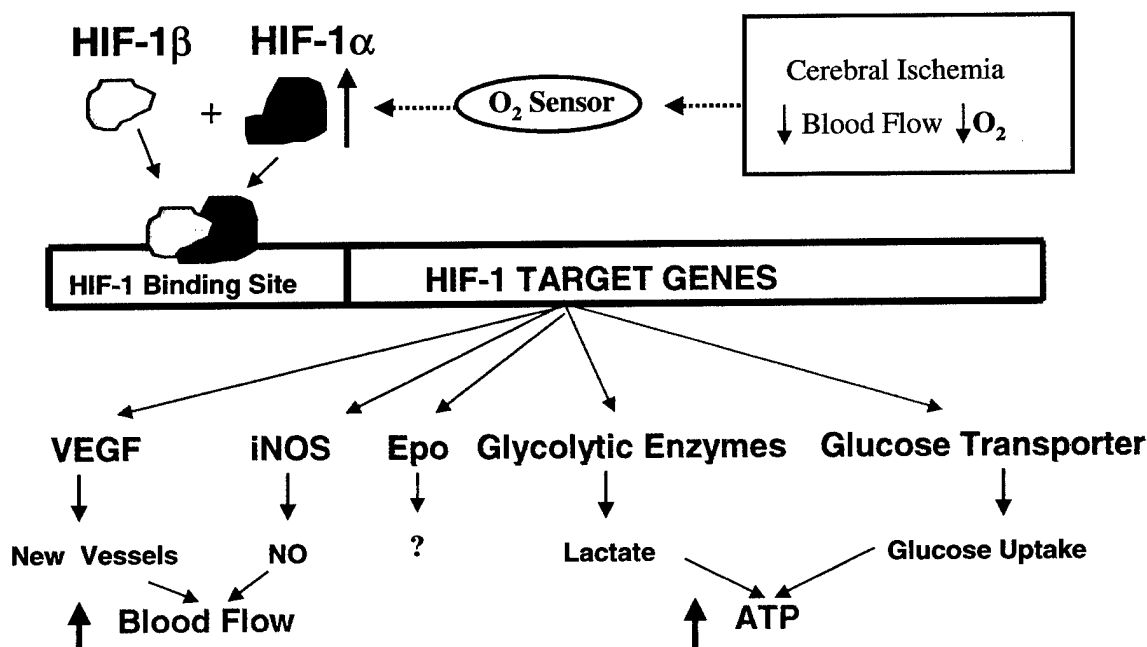 HIF-1β HIF-1α
+
O₂ Sensor
Cerebral Ischemia
↓ Blood Flow ↓O₂
HIF-1 Binding Site
HIF-1 TARGET GENES
VEGF iNOS Epo Glycolytic Enzymes Glucose Transporter
New Vessels NO ? Lactate Glucose Uptake
Blood Flow ATP